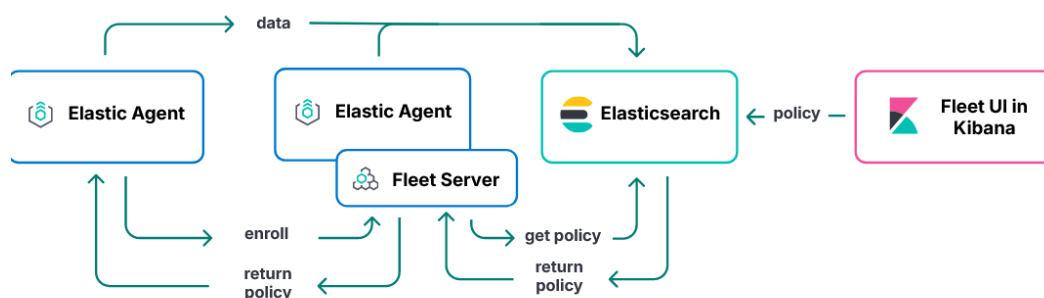 data
Elastic Agent
Elastic Agent
Fleet Server
Elasticsearch
policy
Fleet UI in
Kibana
enroll
get policy
return
policy
return
policy